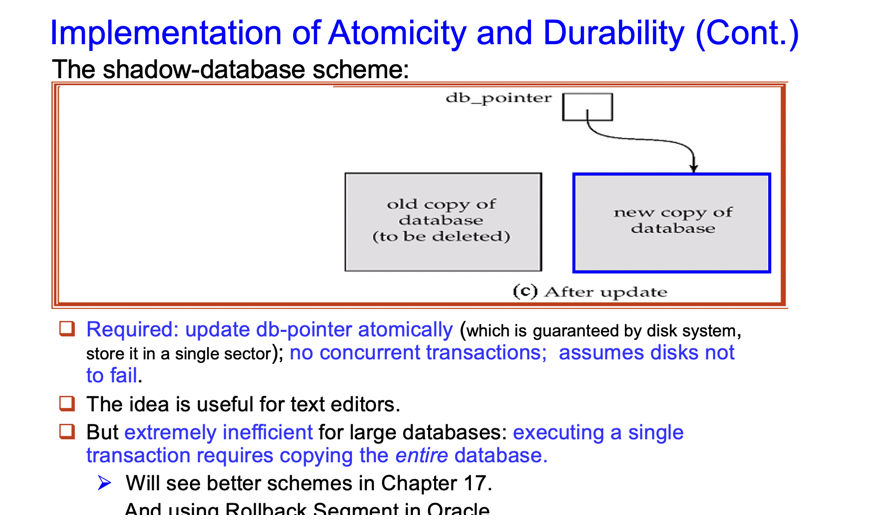 Implementation of Atomicity and Durability (Cont.)
The shadow-database scheme:
db_pointer
old copy of
database
(to be deleted)
new copy of
database
(c) After update
Required: update db-pointer atomically (which is guaranteed by disk system,
store it in a single sector); no concurrent transactions; assumes disks not
to fail.
The idea is useful for text editors.
But extremely inefficient for large databases: executing a single
transaction requires copying the entire database.
Will see better schemes in Chapter 17.
And using Rollback Segment in Oracle